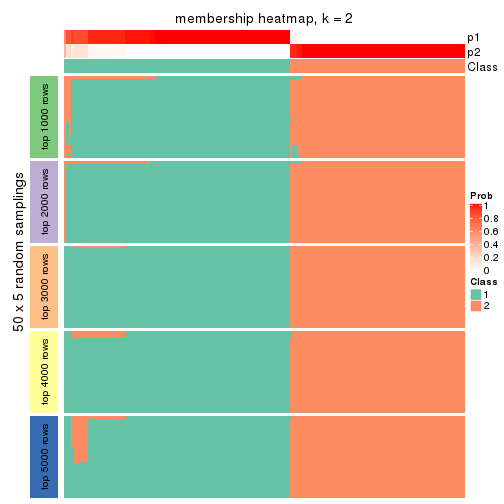 membership heatmap, k = 2
p1
p2
Class
50 x 5 random samplings
top 1000 rows
top 2000 rows
top 3000 rows
top 4000 rows
top 5000 rows
Prob
1
0.8
0.6
0.4
0.2
0
Class
1
2